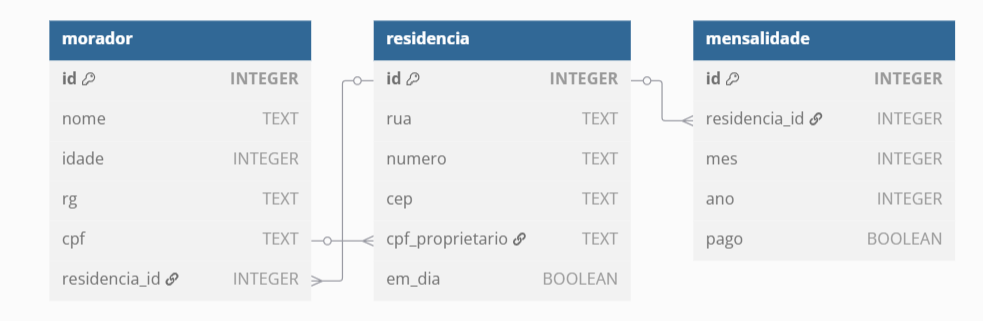 morador
id INTEGER
nome TEXT
idade INTEGER
rg TEXT
cpf TEXT
residencia_id INTEGER
residencia
id INTEGER
rua TEXT
numero TEXT
cep TEXT
cpf_proprietario TEXT
em_dia BOOLEAN
mensalidade
id INTEGER
residencia_id INTEGER
mes INTEGER
ano INTEGER
pago BOOLEAN